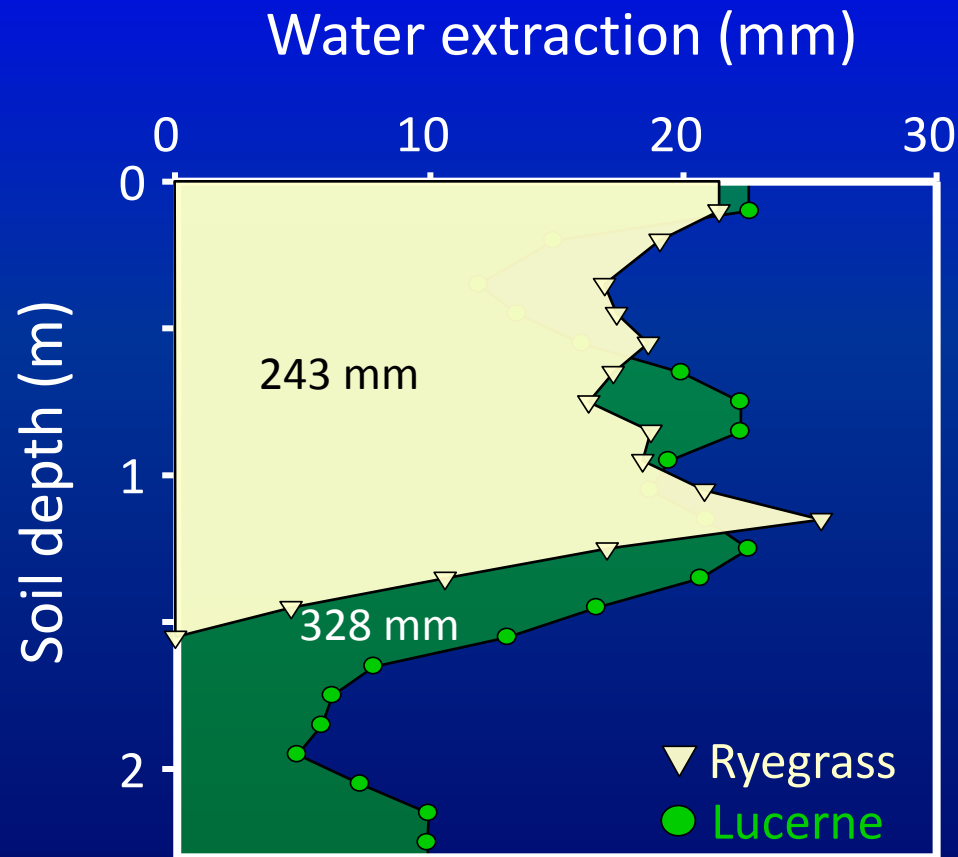 Water extraction (mm)
0 10 20 30
0
243 mm
Soil depth (m)
1
328 mm
2
Ryegrass
Lucerne